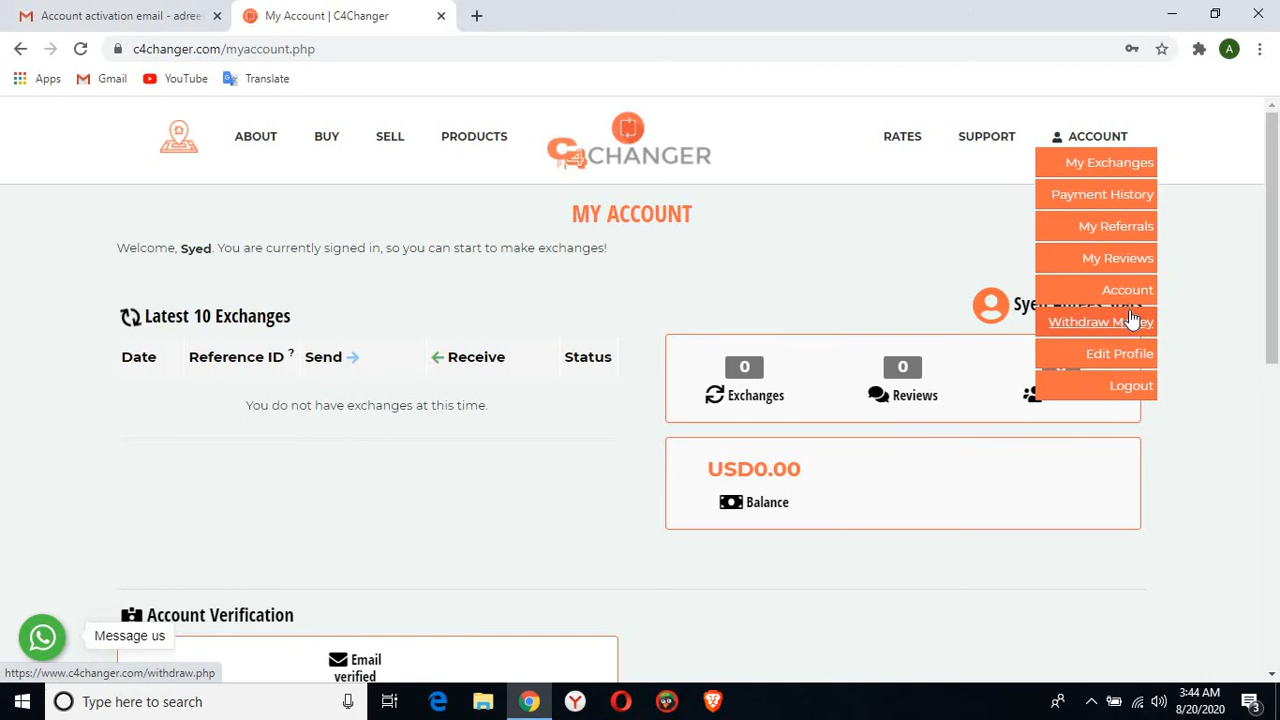 Account activation email - adree
My Account | C4Changer
c4changer.com/myaccount.php
A
Apps
Gmail
YouTube
Translate
ABOUT
BUY
SELL
PRODUCTS
C4CHANGER
RATES
SUPPORT
ACCOUNT
My Exchanges
Payment History
My Referrals
My Reviews
Account
Withdraw
Edit Profile
Logout
MY ACCOUNT
Welcome, Syed. You are currently signed in, so you can start to make exchanges!
Latest 10 Exchanges
Date
Reference ID ?
Send
Receive
Status
You do not have exchanges at this time.
0
Exchanges
0
Reviews
USD0.00
Balance
Account Verification
Email
verified
Message us
https://www.c4changer.com/withdraw.php
Type here to search
3:44 AM
8/20/2020
3